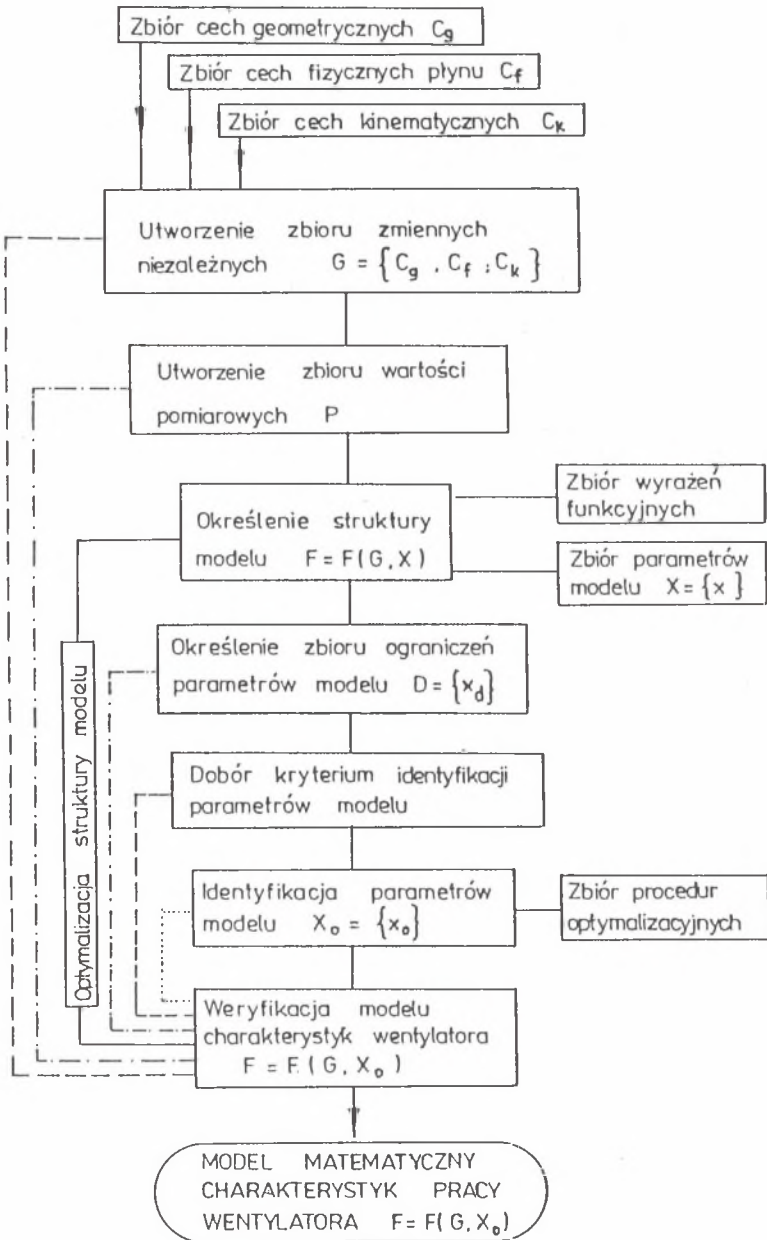 Zbiór cech geometrycznych C_g
Zbiór cech fizycznych płynu C_f
Zbiór cech kinematycznych C_k
Utworzenie zbioru zmiennych
niezależnych G = { C_g , C_f ; C_k }
Utworzenie zbioru wartości
pomiarowych P
Określenie struktury
modelu F = F( G , X )
Zbiór wyrażeń
funkcyjnych
Zbiór parametrów
modelu X = {x}
Określenie zbioru ograniczeń
parametrów modelu D = {x_d}
Optymalizacja struktury modelu
Dobór kryterium identyfikacji
parametrów modelu
Identyfikacja parametrów
modelu X_o = {x_o}
Zbiór procedur
optymalizacyjnych
Weryfikacja modelu
charakterystyk wentylatora
F = F ( G , X_o )
MODEL MATEMATYCZNY
CHARAKTERYSTYK PRACY
WENTYLATORA F = F( G , X_o )